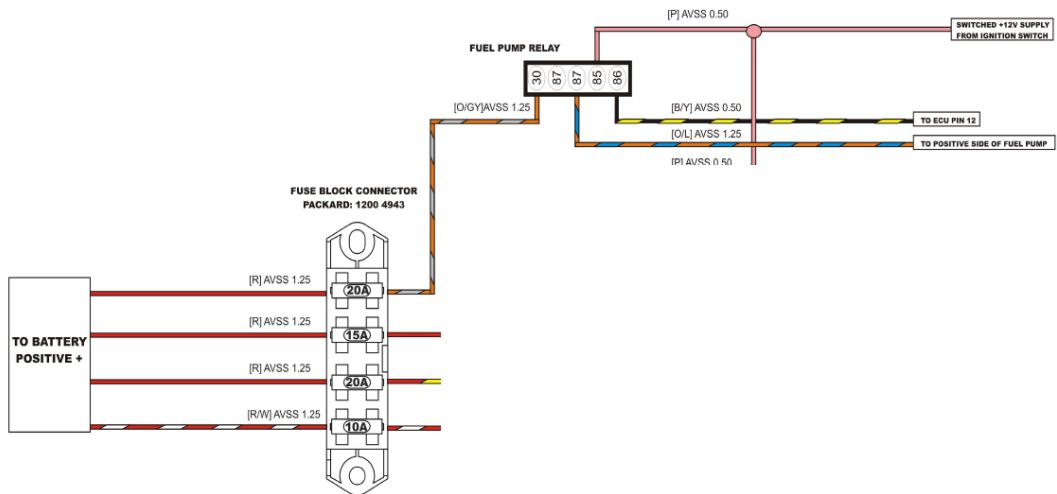 [P] AVSS 0.50
SWITCHED +12V SUPPLY
FROM IGNITION SWITCH
FUEL PUMP RELAY
30 87 87 85 86
[O/GY]AVSS 1.25
[B/Y] AVSS 0.50
TO ECU PIN 12
[O/L] AVSS 1.25
TO POSITIVE SIDE OF FUEL PUMP
[P] AVSS 0.50
FUSE BLOCK CONNECTOR
PACKARD: 1200 4943
[R] AVSS 1.25
20A
[R] AVSS 1.25
15A
TO BATTERY
POSITIVE +
[R] AVSS 1.25
20A
[R/W] AVSS 1.25
10A